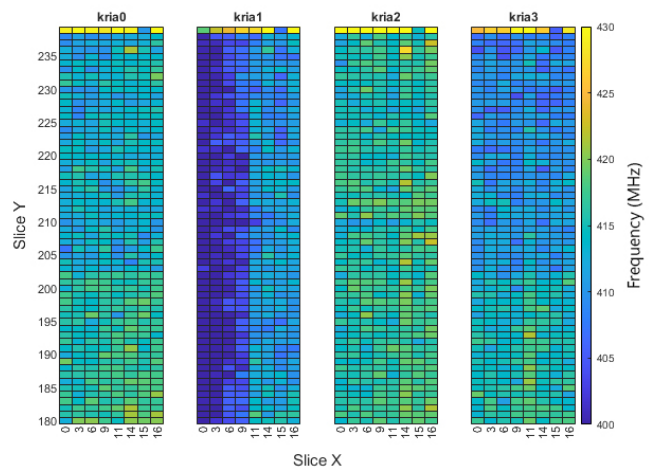 kria0 kria1 kria2 kria3
235
230
225
220
215
210
205
200
195
190
185
180
Slice Y
0 3 6 9 11 14 15 16
0 3 6 9 11 14 15 16
0 3 6 9 11 14 15 16
0 3 6 9 11 14 15 16
Slice X
430
425
420
415
410
405
400
Frequency (MHz)